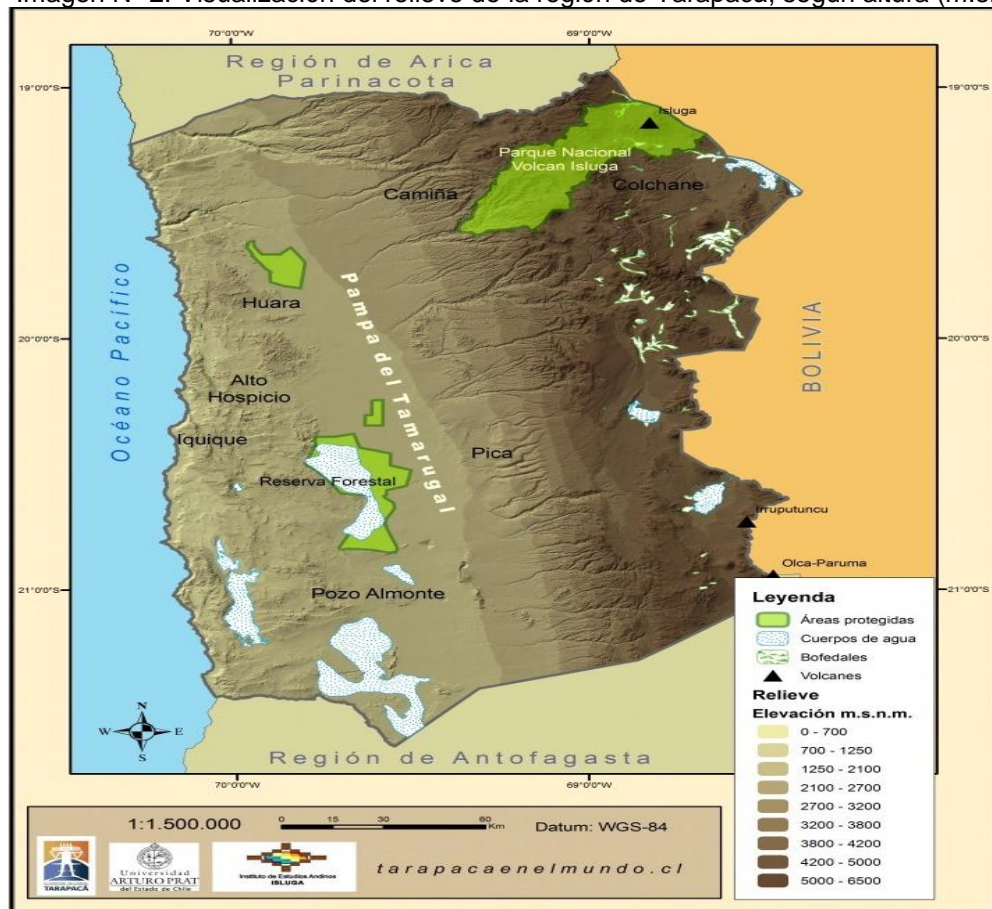 70°0'0"W
69°0'0"W
Región de Arica
Parinacota
19°0'0"S
19°0'0"S
Isluga
Parque Nacional
Volcan Isluga
Camiña
Colchane
Océano Pacífico
Huara
Pampa del Tamarugal
BOLIVIA
20°0'0"S
20°0'0"S
Alto
Hospicio
Iquique
Pica
Reserva Forestal
Irruputuncu
Olca-Paruma
21°0'0"S
Pozo Almonte
Región de Antofagasta
N
W
E
S
70°0'0"W
69°0'0"W
Leyenda
Áreas protegidas
Cuerpos de agua
Bofedales
Volcanes
Relieve
Elevación m.s.n.m.
0 - 700
700 - 1250
1250 - 2100
2100 - 2700
2700 - 3200
3200 - 3800
3800 - 4200
4200 - 5000
5000 - 6500
1:1.500.000
0 15 30 60
Km
Datum: WGS-84
TARAPACÁ
Universidad
ARTURO PRAT
del Estado de Chile
Instituto de Estudios Andinos
ISLUGA
tarapacaenelmundo.cl